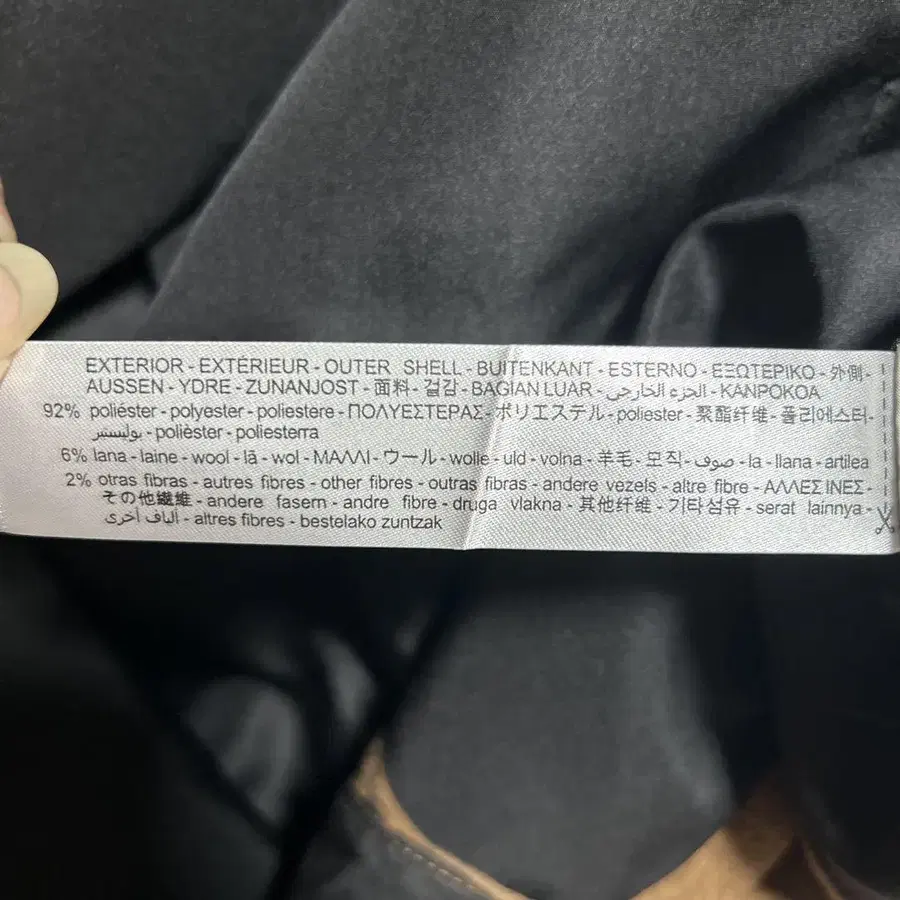 EXTERIOR - EXTÉRIEUR - OUTER SHELL - BUITENKANT - ESTERNO - ΕΞΩΤΕΡΙΚΟ - 外側 -
AUSSEN - YDRE - ZUNANJOST - 面料 - 겉감 - BAGIAN LUAR - الجزء الخارجي - KANPOKOA
92% poliéster - polyester - poliestere - ΠΟΛΥΕΣΤΕΡΑΣ - ポリエステル - poliester - 聚酯纤维 - 폴리에스터 -
بوليستر - polièster - poliesterra
6% lana - laine - wool - lã - wol - ΜΑΛΛΙ - ウール - wolle - uld - volna - 羊毛 - 모직 - صوف - la - llana - artilea
2% otras fibras - autres fibres - other fibres - outras fibras - andere vezels - altre fibre - ΑΛΛΕΣ ΙΝΕΣ -
その他繊維 - andere fasern - andre fibre - druga vlakna - 其他纤维 - 기타섬유 - serat lainnya -
ألياف أخرى - altres fibres - bestelako zuntzak